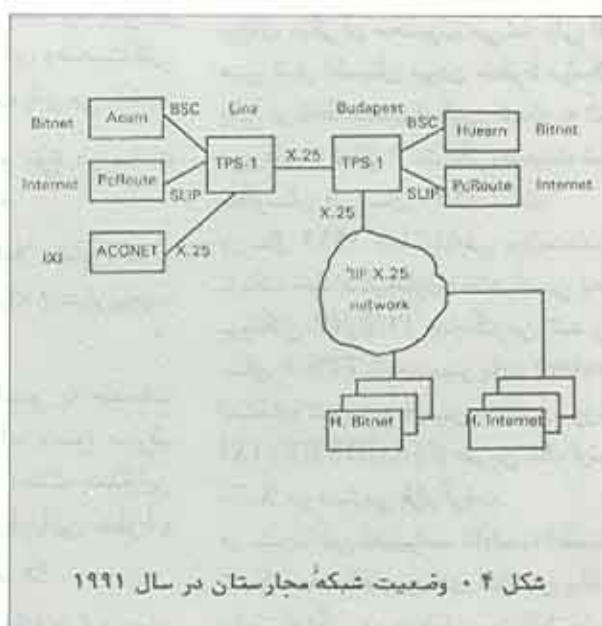 BSC Linz Budapest
Bitnet BSC Huearn Bitnet
TPS-1 X.25 TPS-1
Internet PcRoute SLIP SLIP PcRoute Internet
X.25
IXI ACONET X.25
X.25
network
H. Bitnet H. Internet
شکل ۴ • وضعیت شبکهٔ مجارستان در سال ۱۹۹۱